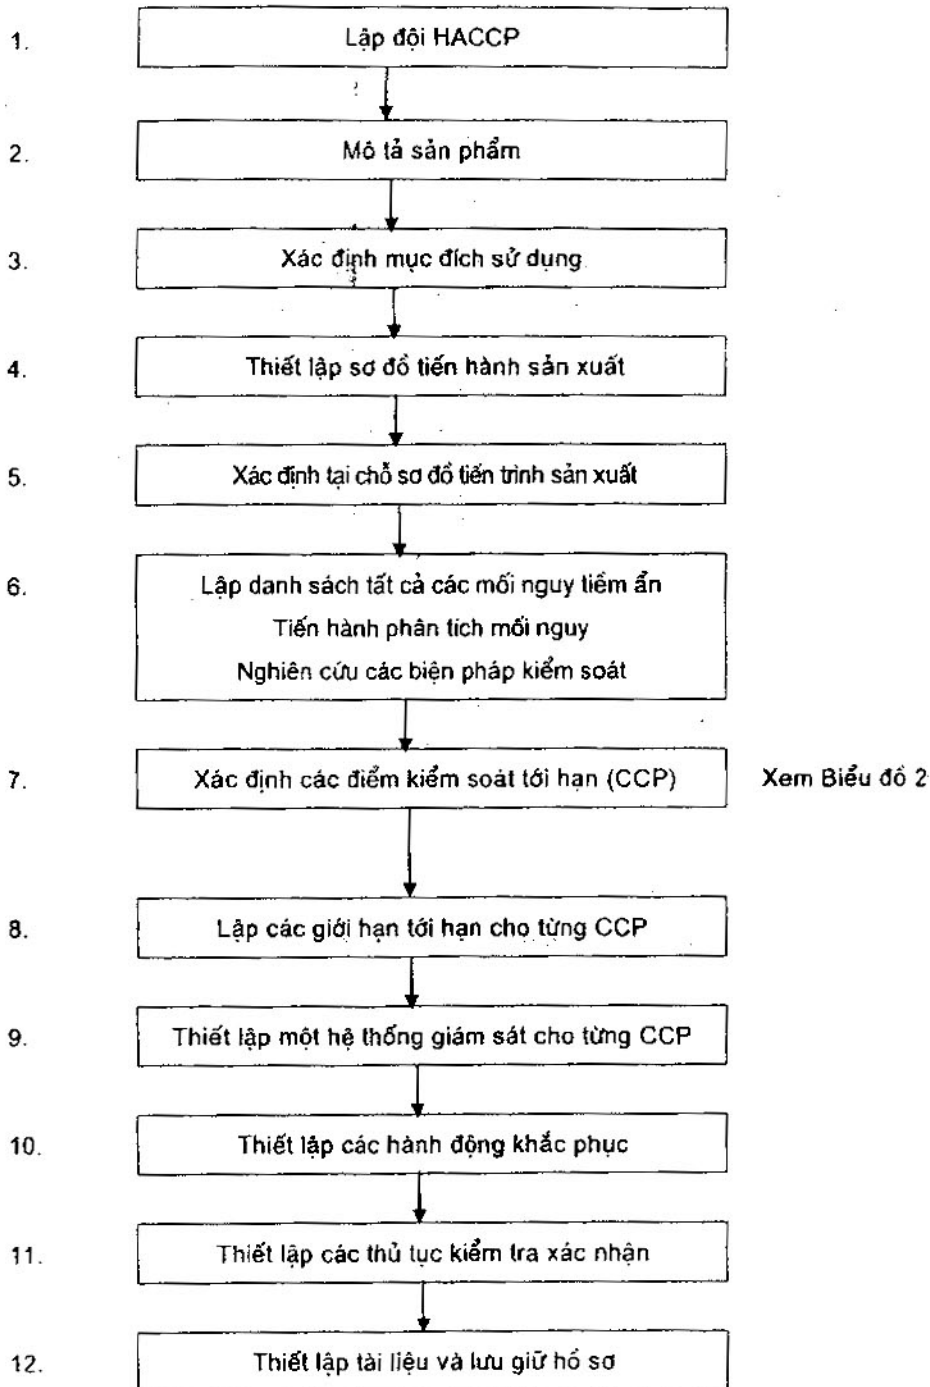 1. Lập đội HACCP
2. Mô tả sản phẩm
3. Xác định mục đích sử dụng
4. Thiết lập sơ đồ tiến hành sản xuất
5. Xác định tại chỗ sơ đồ tiến trình sản xuất
6. Lập danh sách tất cả các mối nguy tiềm ẩn
Tiến hành phân tích mối nguy
Nghiên cứu các biện pháp kiểm soát
7. Xác định các điểm kiểm soát tới hạn (CCP) Xem Biểu đồ 2
8. Lập các giới hạn tới hạn cho từng CCP
9. Thiết lập một hệ thống giám sát cho từng CCP
10. Thiết lập các hành động khắc phục
11. Thiết lập các thủ tục kiểm tra xác nhận
12. Thiết lập tài liệu và lưu giữ hồ sơ